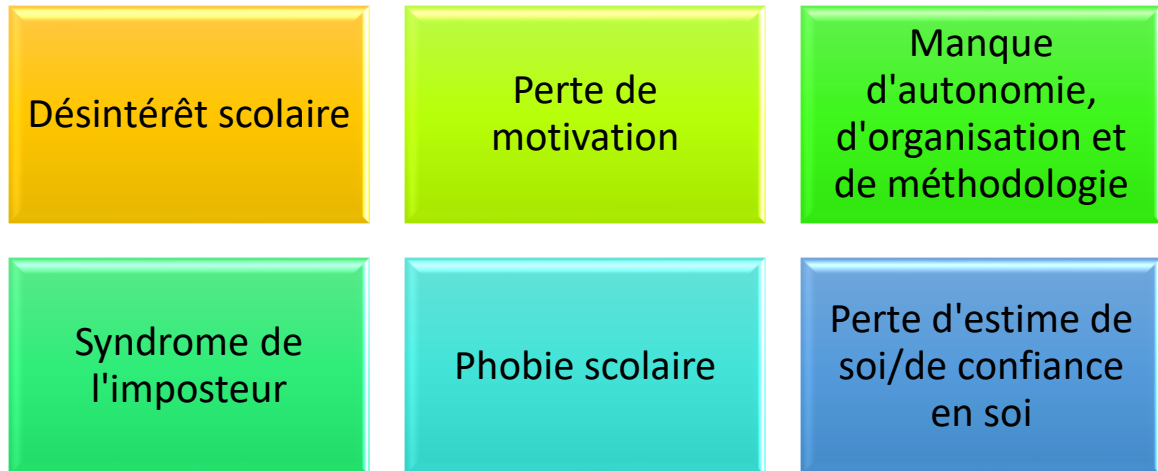 Désintérêt scolaire
Perte de
motivation
Manque
d'autonomie,
d'organisation et
de méthodologie
Syndrome de
l'imposteur
Phobie scolaire
Perte d'estime de
soi/de confiance
en soi